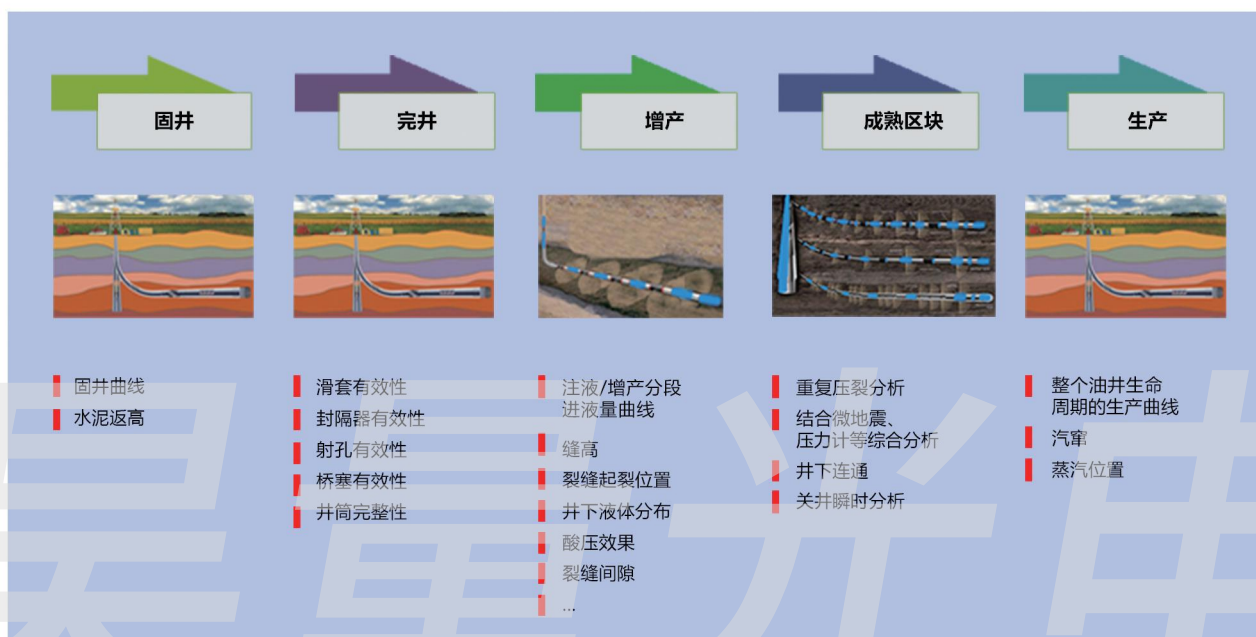 固井
完井
增产
成熟区块
生产
固井曲线
水泥返高
滑套有效性
封隔器有效性
射孔有效性
桥塞有效性
井筒完整性
注液/增产分段
进液量曲线
缝高
裂缝起裂位置
井下液体分布
酸压效果
裂缝间隙
...
重复压裂分析
结合微地震、
压力计等综合分析
井下连通
关井瞬时分析
整个油井生命
周期的生产曲线
汽窜
蒸汽位置
昊量光电